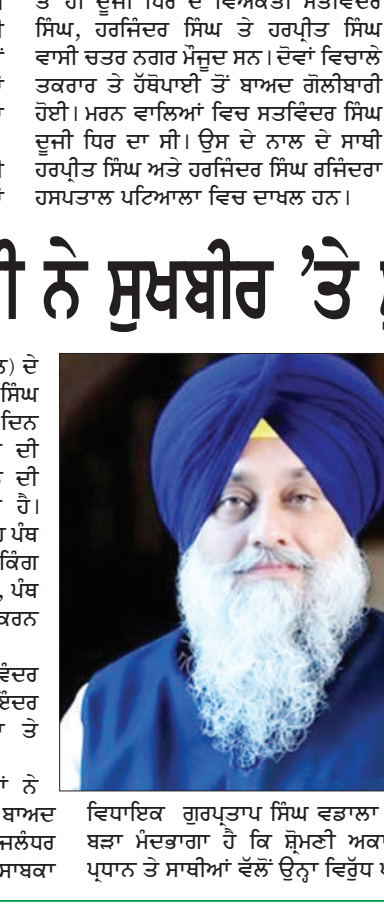 ਤੇ ਹੀ ਦੂਜੀ ਧਿਰ ਦੇ ਵਿਅਕਤੀ ਸਤਵਿੰਦਰ
ਸਿੰਘ, ਹਰਜਿੰਦਰ ਸਿੰਘ ਤੇ ਹਰਪ੍ਰੀਤ ਸਿੰਘ
ਵਾਸੀ ਚਤਰ ਨਗਰ ਮੌਜੂਦ ਸਨ। ਦੋਵਾਂ ਵਿਚਾਲੇ
ਤਕਰਾਰ ਤੇ ਹੱਥੋਪਾਈ ਤੋਂ ਬਾਅਦ ਗੋਲੀਬਾਰੀ
ਹੋਈ। ਮਰਨ ਵਾਲਿਆਂ ਵਿਚ ਸਤਵਿੰਦਰ ਸਿੰਘ
ਦੂਜੀ ਧਿਰ ਦਾ ਸੀ। ਉਸ ਦੇ ਨਾਲ ਦੇ ਸਾਥੀ
ਹਰਪ੍ਰੀਤ ਸਿੰਘ ਅਤੇ ਹਰਜਿੰਦਰ ਸਿੰਘ ਰਜਿੰਦਰਾ
ਹਸਪਤਾਲ ਪਟਿਆਲਾ ਵਿਚ ਦਾਖਲ ਹਨ।
ਨੇ ਸੁਖਬੀਰ ’ਤੇ
ਦੇ
ਸਿੰਘ
ਦਿਨ
ਦੀ
ਦੀ
ਹੈ।
ਪੰਥ
ਕਿੰਗ
, ਪੰਥ
ਕਰਨ
ਵਿੰਦਰ
ਇੰਦਰ
ਤੇ
ਨੇ
ਬਾਅਦ
ਜਲੰਧਰ
ਸਾਬਕਾ
ਵਿਧਾਇਕ ਗੁਰਪ੍ਰਤਾਪ ਸਿੰਘ ਵਡਾਲਾ
ਬੜਾ ਮੰਦਭਾਗਾ ਹੈ ਕਿ ਸ਼੍ਰੋਮਣੀ ਅਕਾ
ਪ੍ਰਧਾਨ ਤੇ ਸਾਥੀਆਂ ਵੱਲੋਂ ਉਨ੍ਹਾ ਵਿਰੁੱਧ